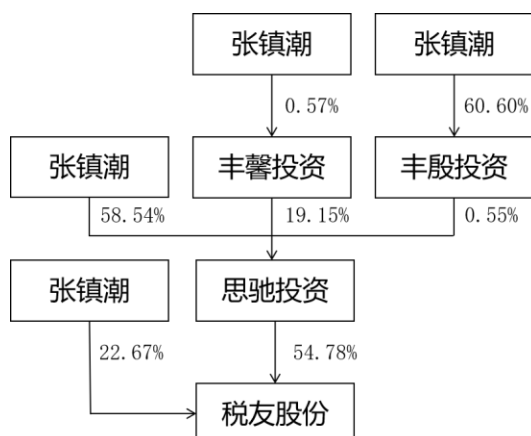 张镇潮 张镇潮
0.57% 60.60%
张镇潮 丰馨投资 丰殷投资
58.54% 19.15% 0.55%
张镇潮 思驰投资
22.67% 54.78%
税友股份